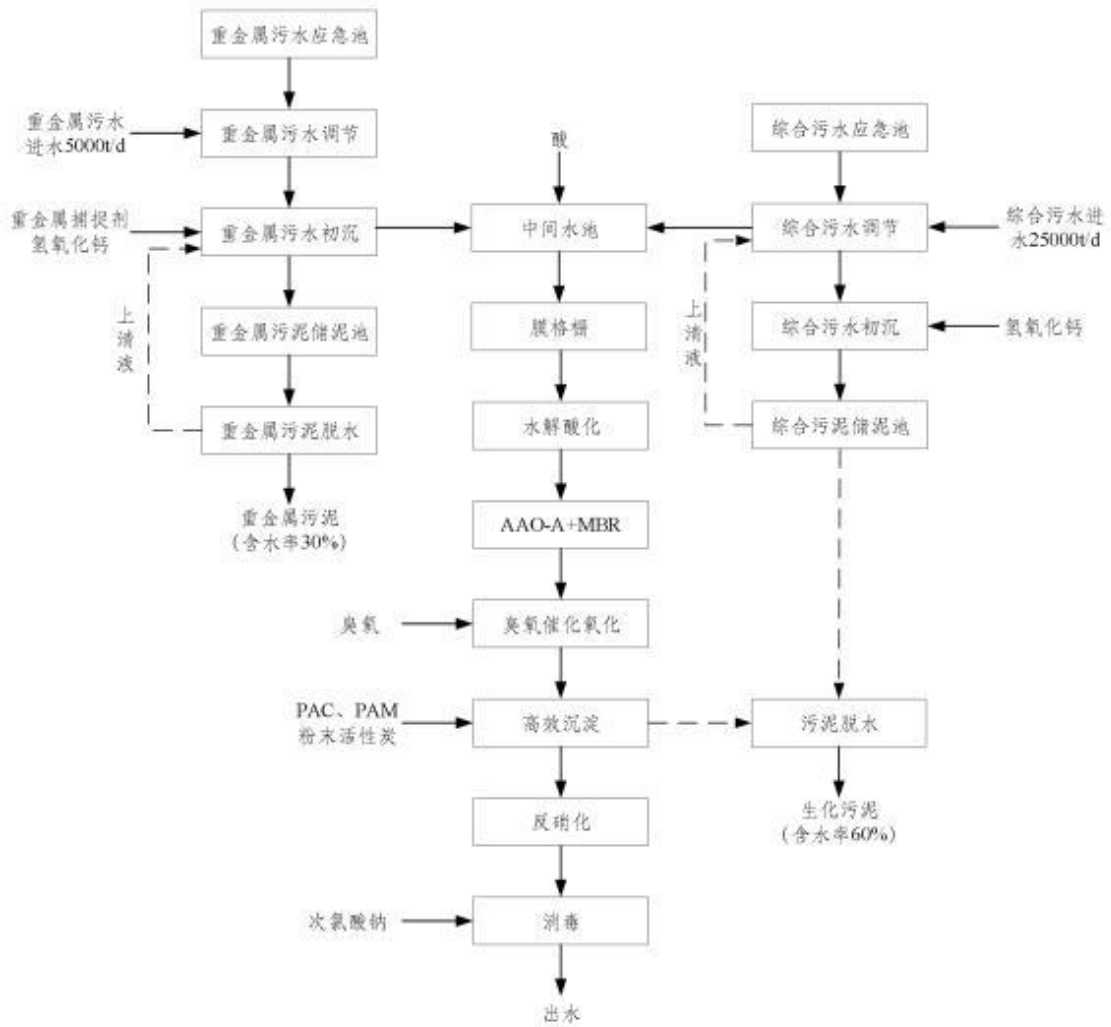 重金属污水应急池
重金属污水
进水5000t/d
重金属污水调节
酸
综合污水应急池
重金属捕捉剂
氢氧化钙
重金属污水初沉
中间水池
综合污水调节
综合污水进
水25000t/d
上清液
重金属污泥储泥池
膜格栅
上清液
综合污水初沉
氢氧化钙
重金属污泥脱水
水解酸化
综合污泥储泥池
重金属污泥
（含水率30%）
AAO-A+MBR
臭氧
臭氧催化氧化
PAC、PAM
粉末活性炭
高效沉淀
污泥脱水
反硝化
生化污泥
（含水率60%）
次氯酸钠
消毒
出水